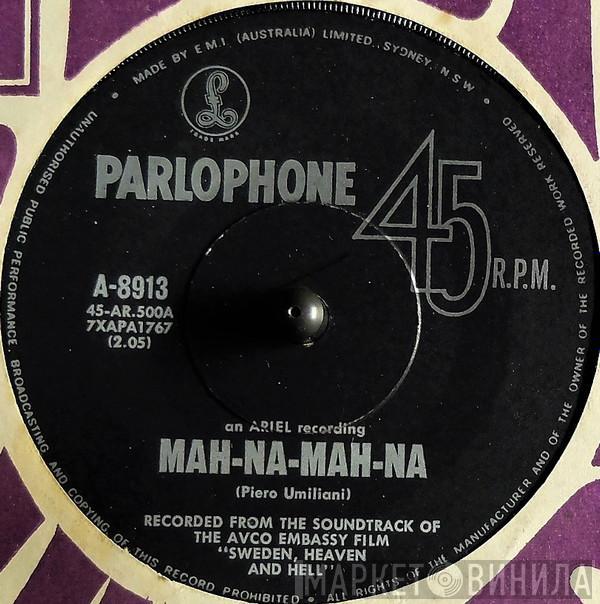 MADE BY E.M.I. (AUSTRALIA) LIMITED. SYDNEY. N.S.W.
£
TRADE MARK
PARLOPHONE
45
R.P.M.
A-8913
45-AR.500A
7XAPA1767
(2.05)
an ARIEL recording
MAH-NA-MAH-NA
(Piero Umiliani)
RECORDED FROM THE SOUNDTRACK OF
THE AVCO EMBASSY FILM
"SWEDEN, HEAVEN
AND HELL"
UNAUTHORISED PUBLIC PERFORMANCE BROADCASTING AND COPYING OF THIS RECORD PROHIBITED • ALL RIGHTS OF THE MANUFACTURER AND OF THE OWNER OF THE RECORDED WORK RESERVED
МАРКЕТ ВИНИЛА